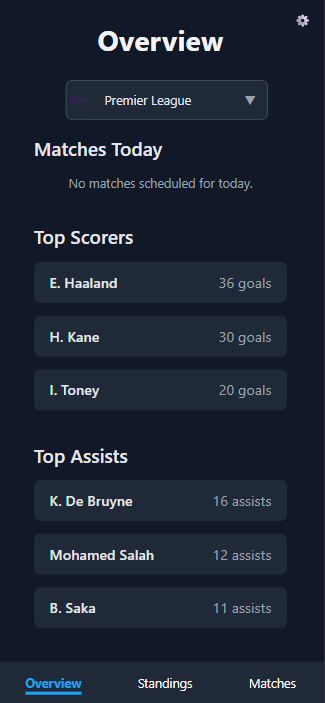 Overview
Premier League
Matches Today
No matches scheduled for today.
Top Scorers
E. Haaland 36 goals
H. Kane 30 goals
I. Toney 20 goals
Top Assists
K. De Bruyne 16 assists
Mohamed Salah 12 assists
B. Saka 11 assists
Overview Standings Matches